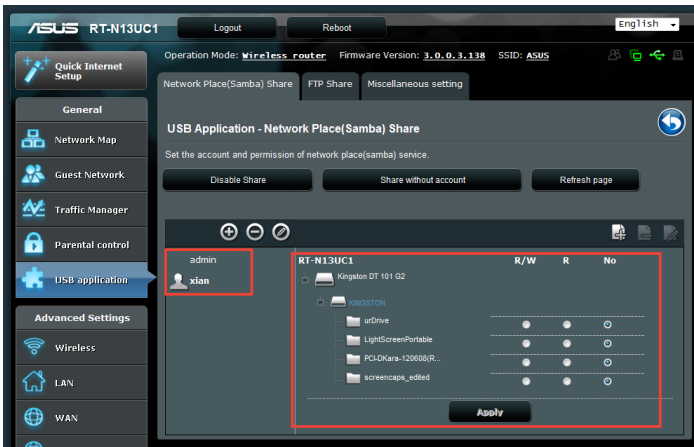 ASUS RT-N13UC1 Logout Reboot English
Operation Mode: Wireless router Firmware Version: 3.0.0.3.138 SSID: ASUS
Quick Internet
Setup
General
Network Map
Guest Network
Traffic Manager
Parental control
USB application
Advanced Settings
Wireless
LAN
WAN
Network Place(Samba) Share FTP Share Miscellaneous setting
USB Application - Network Place(Samba) Share
Set the account and permission of network place(samba) service.
Disable Share Share without account Refresh page
admin
xian
RT-N13UC1 R/W R No
Kingston DT 101 G2
KINGSTON
urDrive
LightScreenPortable
PCI-DKara-120608(R...
screencaps_edited
Apply